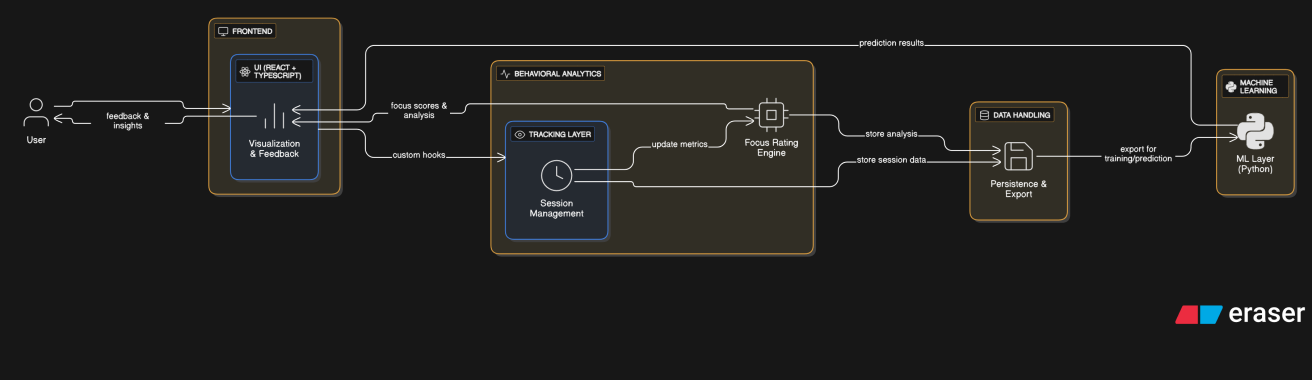 FRONTEND
UI (REACT +
TYPESCRIPT)
Visualization
& Feedback
User
feedback &
insights
prediction results
focus scores &
analysis
custom hooks
BEHAVIORAL ANALYTICS
TRACKING LAYER
Session
Management
update metrics
Focus Rating
Engine
store analysis
store session data
DATA HANDLING
Persistence &
Export
export for
training/prediction
MACHINE
LEARNING
ML Layer
(Python)
eraser